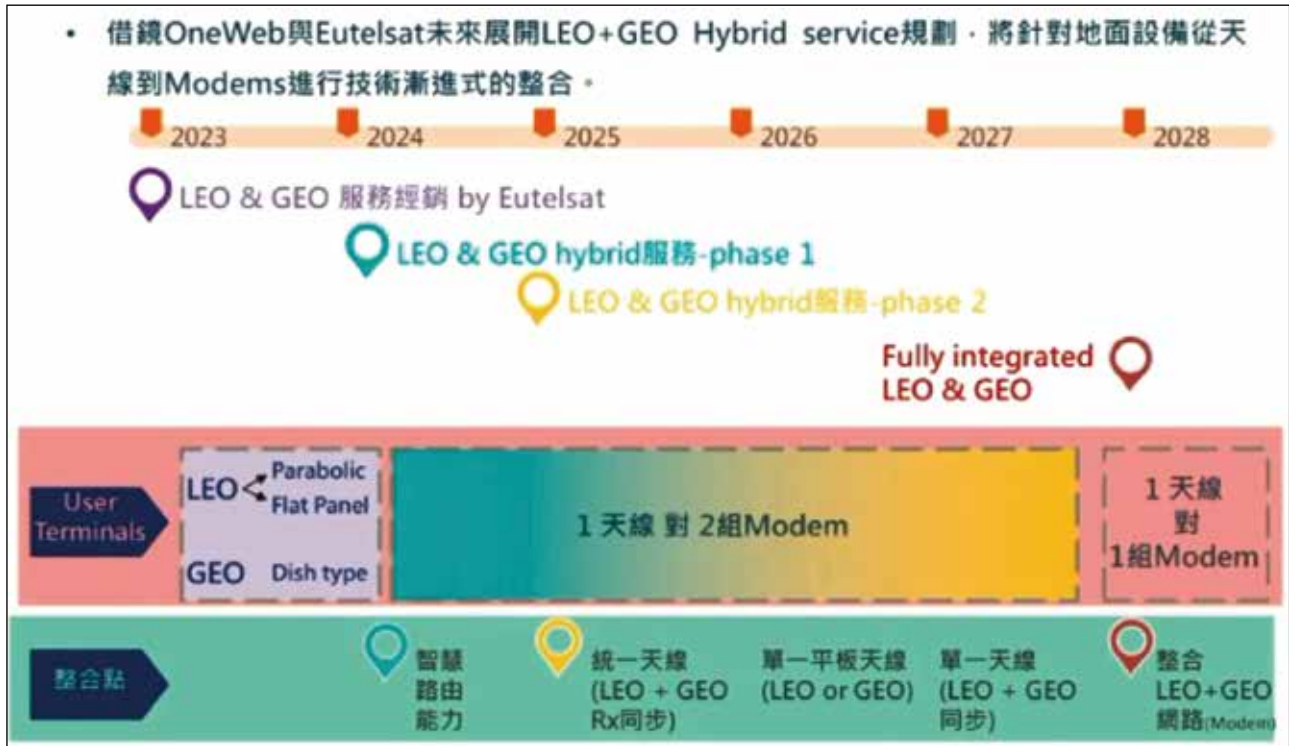 • 借鏡OneWeb與Eutelsat未來展開LEO+GEO Hybrid service規劃，將針對地面設備從天
線到Modems進行技術漸進式的整合。
2023 2024 2025 2026 2027 2028
LEO & GEO 服務經銷 by Eutelsat
LEO & GEO hybrid服務-phase 1
LEO & GEO hybrid服務-phase 2
Fully integrated
LEO & GEO
User
Terminals
LEO
Parabolic
Flat Panel
GEO Dish type
1 天線 對 2組Modem
1 天線
對
1組Modem
整合點
智慧
路由
能力
統一天線
(LEO + GEO
Rx同步)
單一平板天線
(LEO or GEO)
單一天線
(LEO + GEO
同步)
整合
LEO+GEO
網路(Modem)